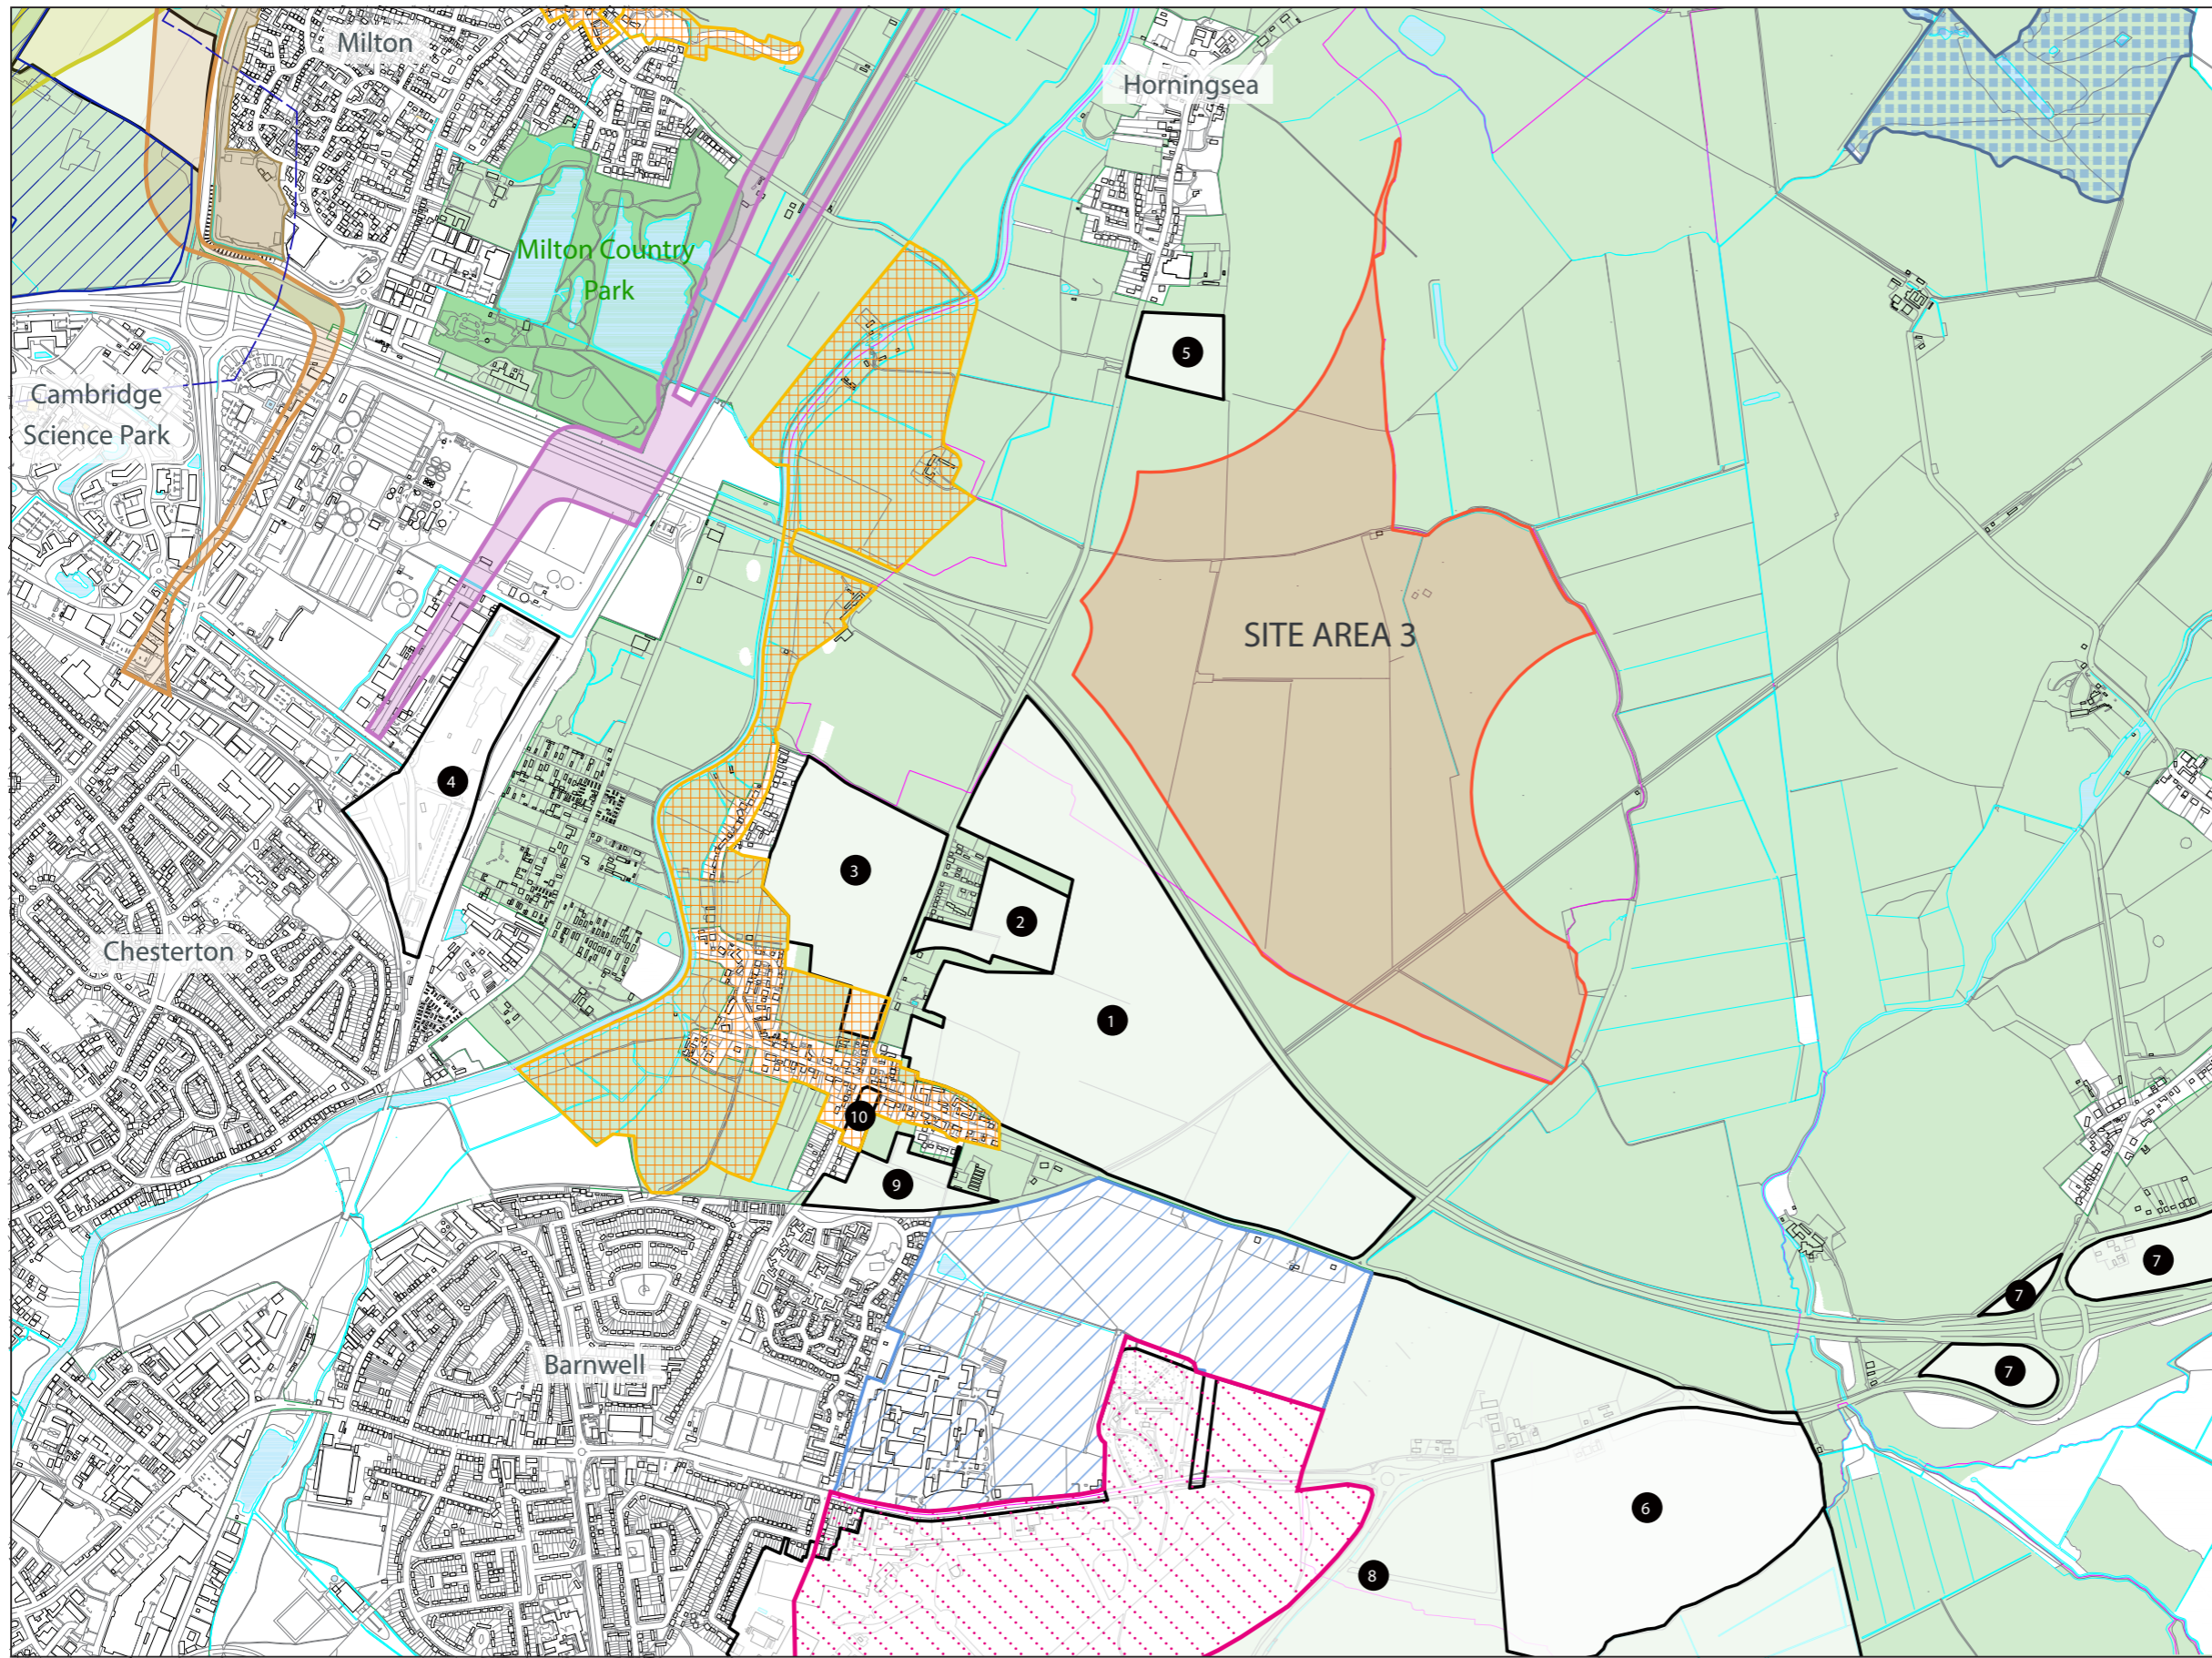 Milton
Horningsea
Milton Country
Park
5
Cambridge
Science Park
SITE AREA 3
4
3
2
Chesterton
1
10
9
7
7
7
Barnwell
6
8